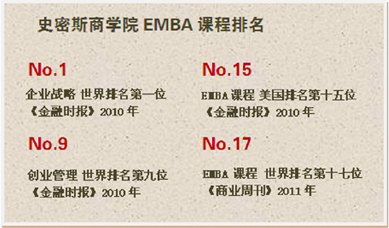 史密斯商学院 EMBA 课程排名
No.1
企业战略 世界排名第一位
《金融时报》2010 年
No.15
EMBA 课程 美国排名第十五位
《金融时报》2010 年
No.9
创业管理 世界排名第九位
《金融时报》2010 年
No.17
EMBA 课程 世界排名第十七位
《商业周刊》2011 年